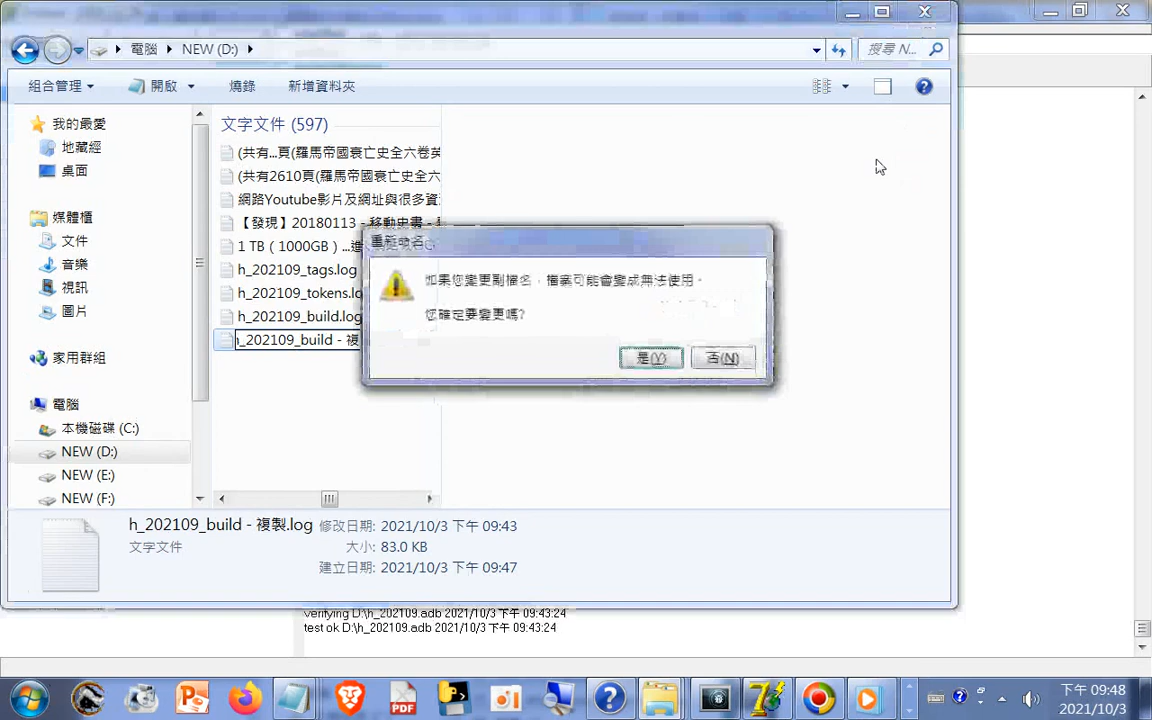 電腦 ▸ NEW (D:) ▸
搜尋 N...
組合管理 開啟 燒錄 新增資料夾
我的最愛
地藏經
桌面
媒體櫃
文件
音樂
視訊
圖片
家用群組
電腦
本機磁碟 (C:)
NEW (D:)
NEW (E:)
NEW (F:)
文字文件 (597)
(共有...頁(羅馬帝國衰亡史全六卷英
(共有2610頁(羅馬帝國衰亡史全六
網路Youtube影片及網址與很多資
【發現】20180113 - 移動史書 -
1 TB ( 1000GB ) ...進
h_202109_tags.log
h_202109_tokens.lo
h_202109_build.log
_202109_build - 複
重新命名
如果您變更副檔名，檔案可能會變成無法使用。
您確定要變更嗎?
是(Y) 否(N)
h_202109_build - 複製.log 修改日期: 2021/10/3 下午 09:43
文字文件 大小: 83.0 KB
建立日期: 2021/10/3 下午 09:47
verifying D:\h_202109.adb 2021/10/3 下午 09:43:24
test ok D:\h_202109.adb 2021/10/3 下午 09:43:24
PDF
下午 09:48
2021/10/3